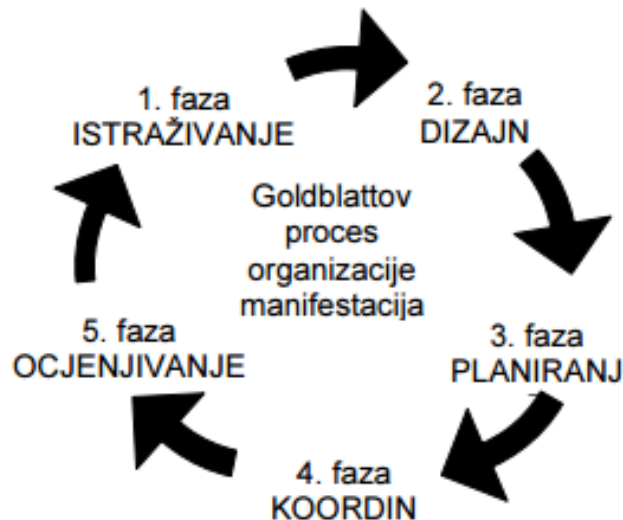 1. faza
ISTRAŽIVANJE
2. faza
DIZAJN
Goldblattov
proces
organizacije
manifestacija
3. faza
PLANIRANJ
4. faza
KOORDIN
5. faza
OCJENJIVANJE